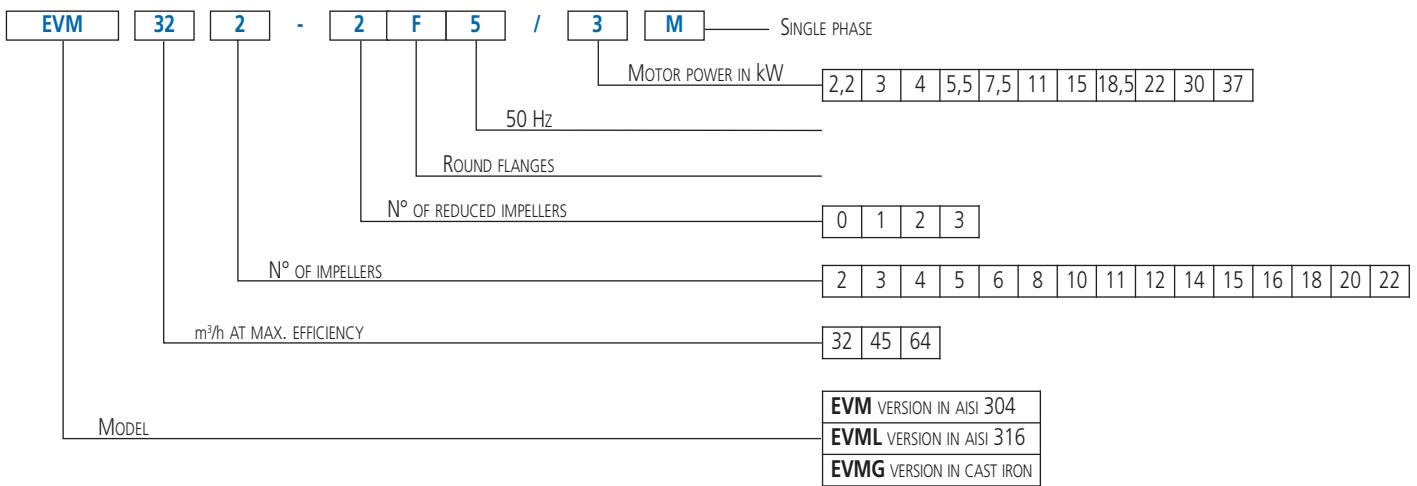 EVM 32 2 - 2 F 5 / 3 M SINGLE PHASE
MOTOR POWER IN kW 2,2 3 4 5,5 7,5 11 15 18,5 22 30 37
50 Hz
ROUND FLANGES
N° OF REDUCED IMPELLERS 0 1 2 3
N° OF IMPELLERS 2 3 4 5 6 8 10 11 12 14 15 16 18 20 22
m³/h AT MAX. EFFICIENCY 32 45 64
MODEL
EVM VERSION IN AISI 304
EVML VERSION IN AISI 316
EVMG VERSION IN CAST IRON